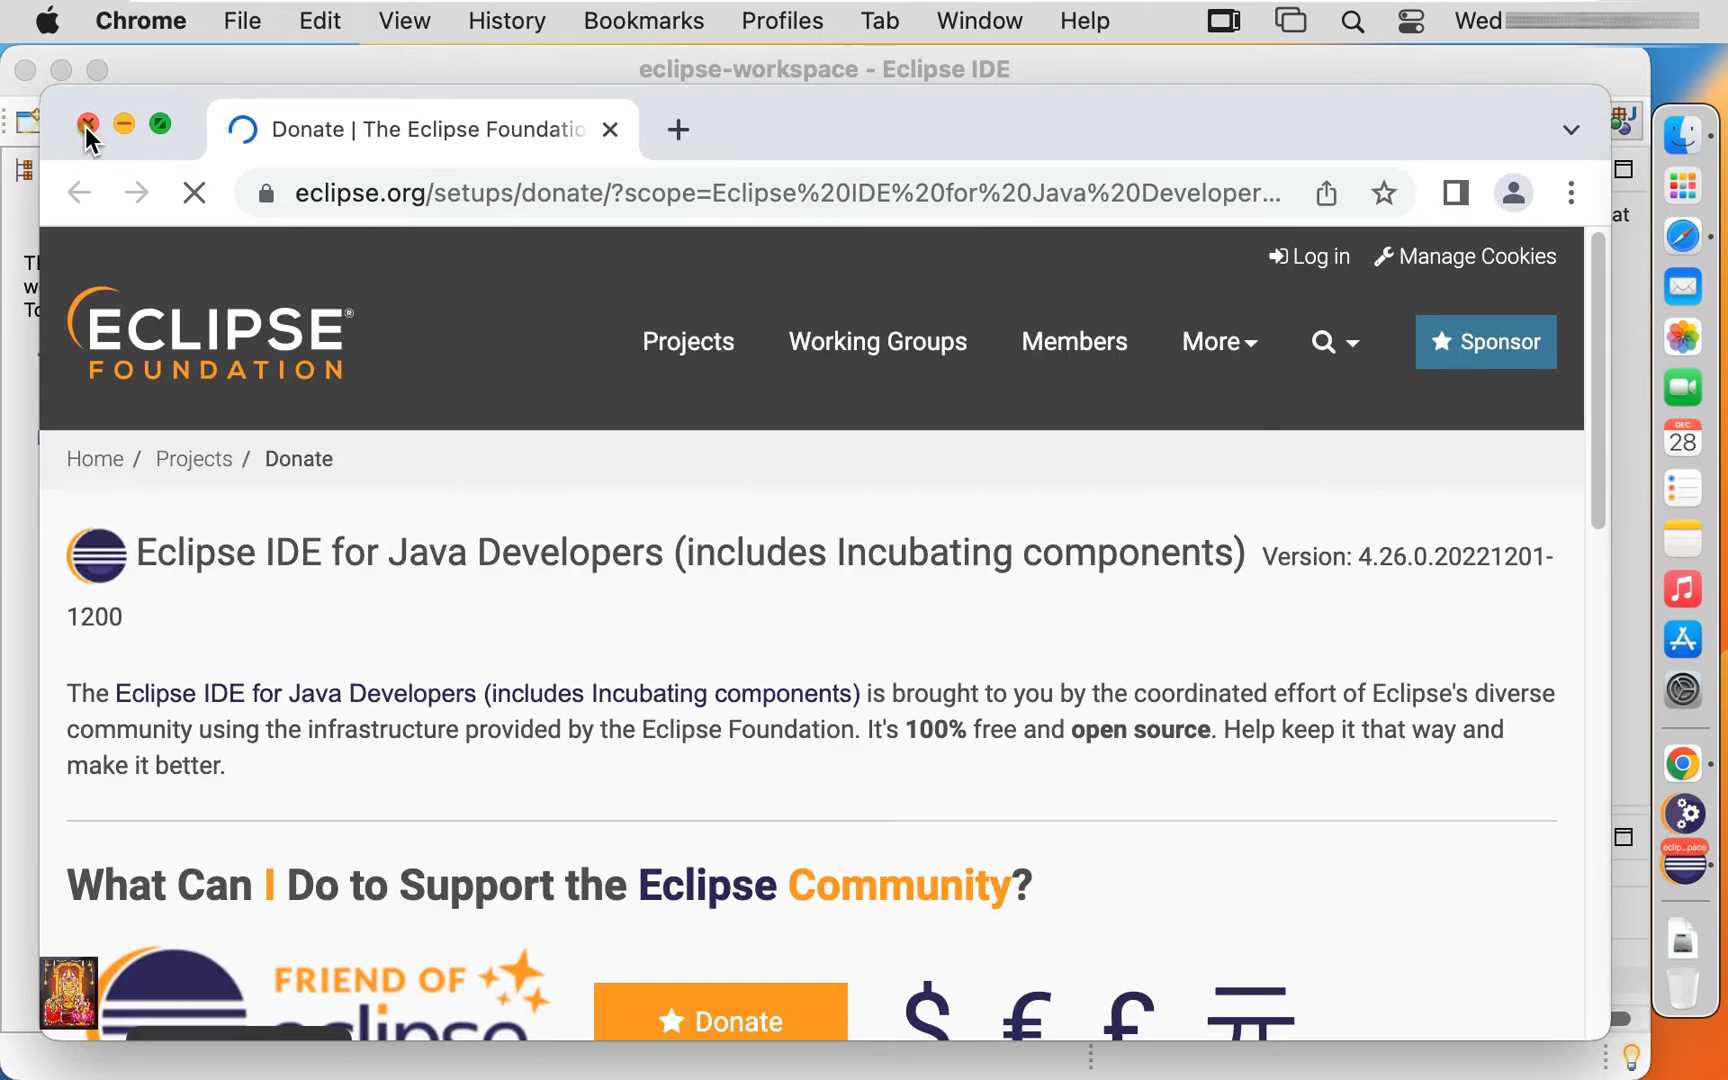 Chrome File Edit View History Bookmarks Profiles Tab Window Help Wed
eclipse-workspace - Eclipse IDE
Donate | The Eclipse Foundatio
eclipse.org/setups/donate/?scope=Eclipse%20IDE%20for%20Java%20Developer...
at
Log in Manage Cookies
ECLIPSE®
FOUNDATION
Projects Working Groups Members More Sponsor
Home / Projects / Donate
Eclipse IDE for Java Developers (includes Incubating components) Version: 4.26.0.20221201-
1200
The Eclipse IDE for Java Developers (includes Incubating components) is brought to you by the coordinated effort of Eclipse's diverse
community using the infrastructure provided by the Eclipse Foundation. It's 100% free and open source. Help keep it that way and
make it better.
What Can I Do to Support the Eclipse Community?
FRIEND OF
eclipse
Donate
$ € £
DEC
28
eclip...pace